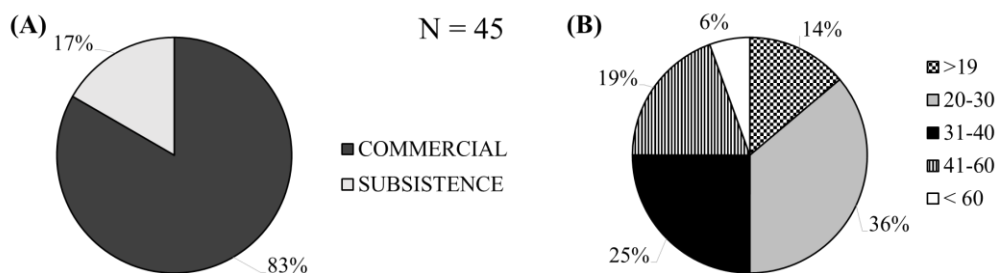 (A)
17%
N = 45
COMMERCIAL
SUBSISTENCE
83%
(B)
6%
14%
19%
36%
25%
>19
20-30
31-40
41-60
< 60